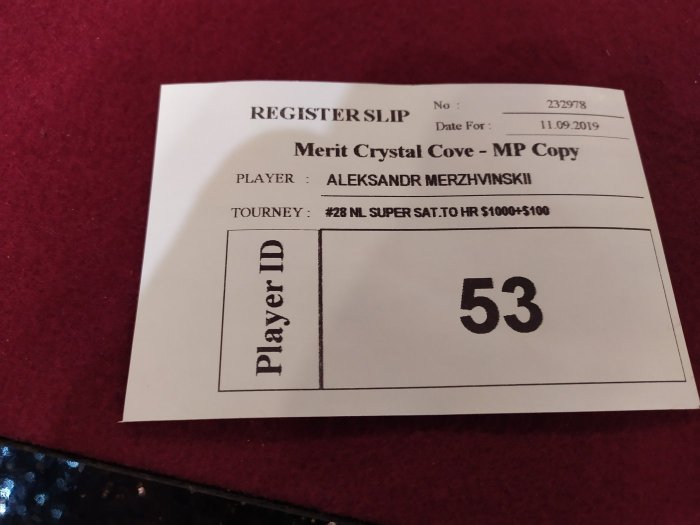 REGISTER SLIP
No : 232978
Date For : 11.09.2019
Merit Crystal Cove - MP Copy
PLAYER : ALEKSANDR MERZHVINSKII
TOURNEY : #28 NL SUPER SAT.TO HR $1000+$100
Player ID
53